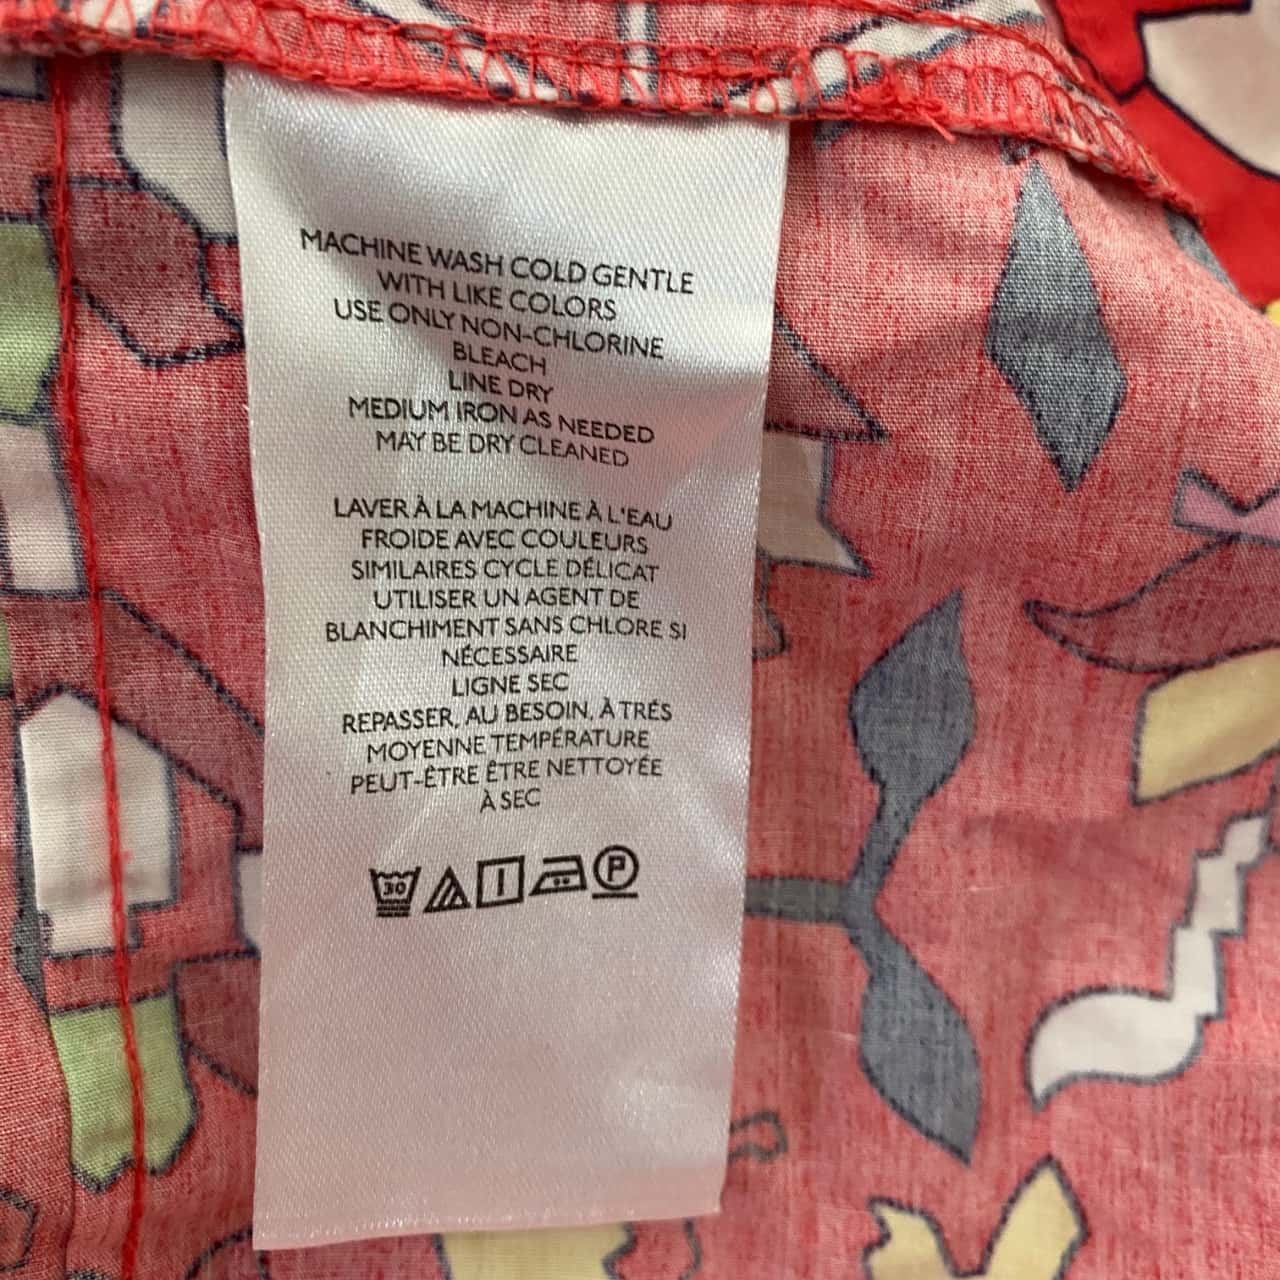 MACHINE WASH COLD GENTLE
WITH LIKE COLORS
USE ONLY NON-CHLORINE
BLEACH
LINE DRY
MEDIUM IRON AS NEEDED
MAY BE DRY CLEANED
LAVER À LA MACHINE À L'EAU
FROIDE AVEC COULEURS
SIMILAIRES CYCLE DÉLICAT
UTILISER UN AGENT DE
BLANCHIMENT SANS CHLORE SI
NÉCESSAIRE
LIGNE SEC
REPASSER, AU BESOIN, À TRÉS
MOYENNE TEMPÉRATURE
PEUT-ÊTRE ÊTRE NETTOYÉE
À SEC
30 P